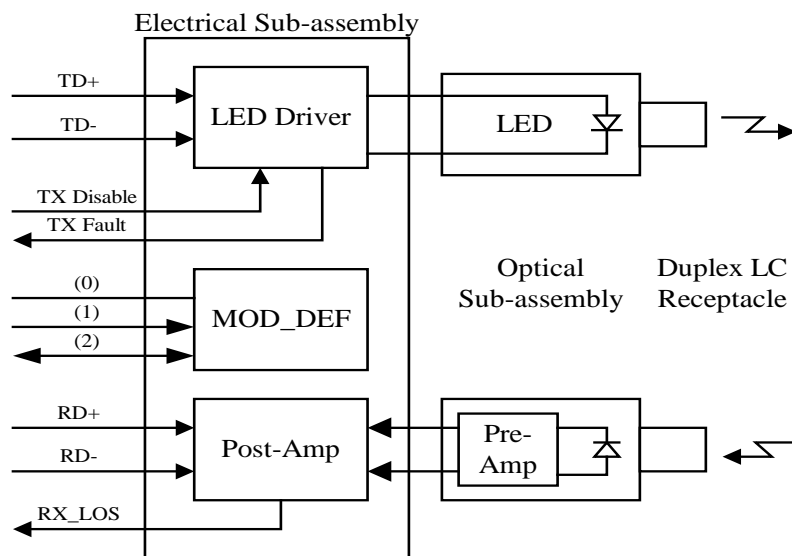 Electrical Sub-assembly
TD+
TD-
LED Driver
LED
TX Disable
TX Fault
(0)
(1)
(2)
MOD_DEF
Optical
Sub-assembly
Duplex LC
Receptacle
RD+
RD-
Post-Amp
Pre-
Amp
RX_LOS